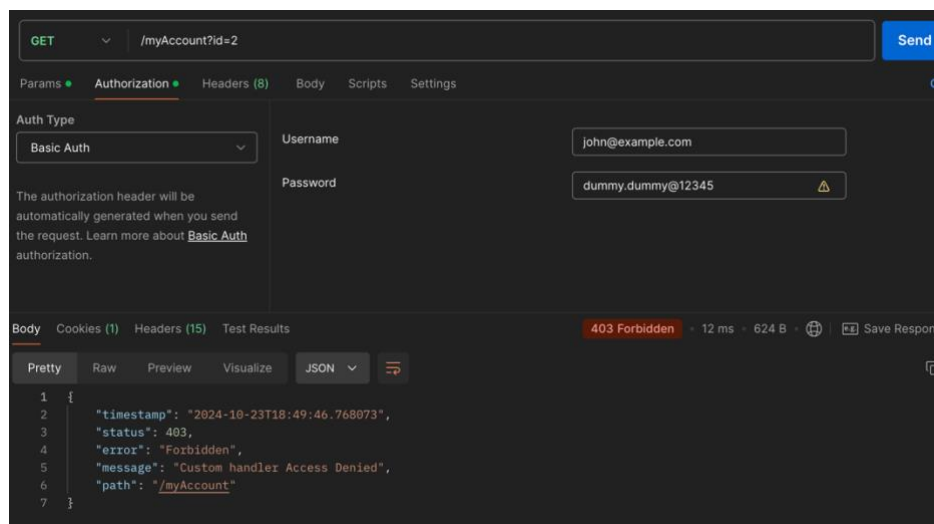 GET /myAccount?id=2 Send
Params Authorization Headers (8) Body Scripts Settings
Auth Type
Basic Auth
The authorization header will be
automatically generated when you send
the request. Learn more about Basic Auth
authorization.
Username john@example.com
Password dummy.dummy@12345
Body Cookies (1) Headers (15) Test Results 403 Forbidden 12 ms 624 B Save Respon
Pretty Raw Preview Visualize JSON
1 {
2 "timestamp": "2024-10-23T18:49:46.768073",
3 "status": 403,
4 "error": "Forbidden",
5 "message": "Custom handler Access Denied",
6 "path": "/myAccount"
7 }